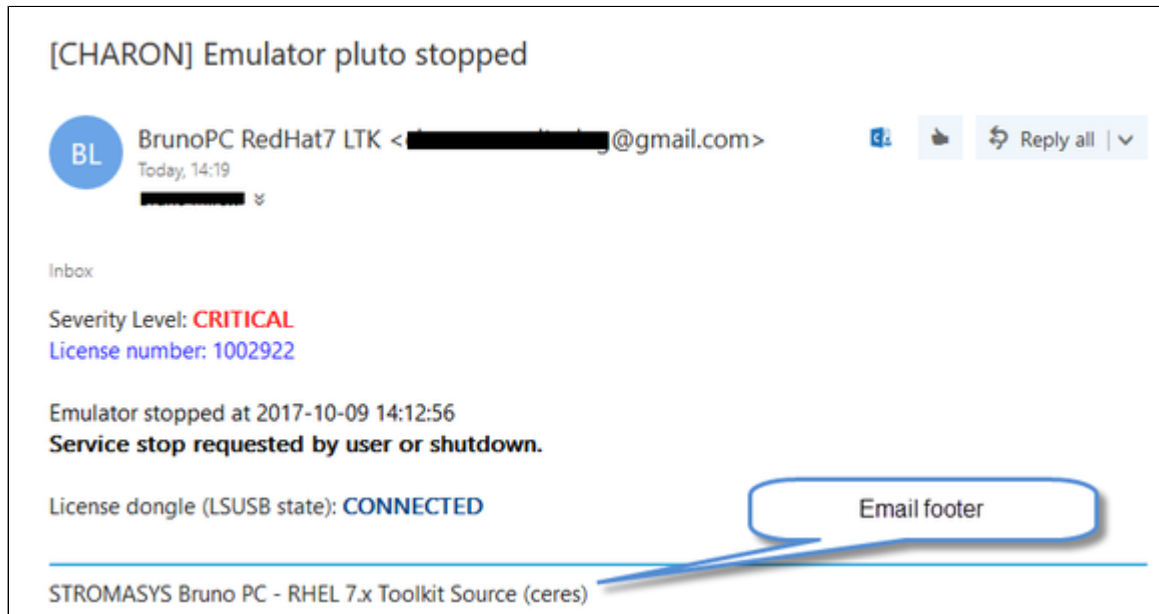 [CHARON] Emulator pluto stopped
BL
BrunoPC RedHat7 LTK < @gmail.com>
Reply all
Today, 14:19
Inbox
Severity Level: CRITICAL
License number: 1002922
Emulator stopped at 2017-10-09 14:12:56
Service stop requested by user or shutdown.
License dongle (LSUSB state): CONNECTED
Email footer
STROMASYS Bruno PC - RHEL 7.x Toolkit Source (ceres)